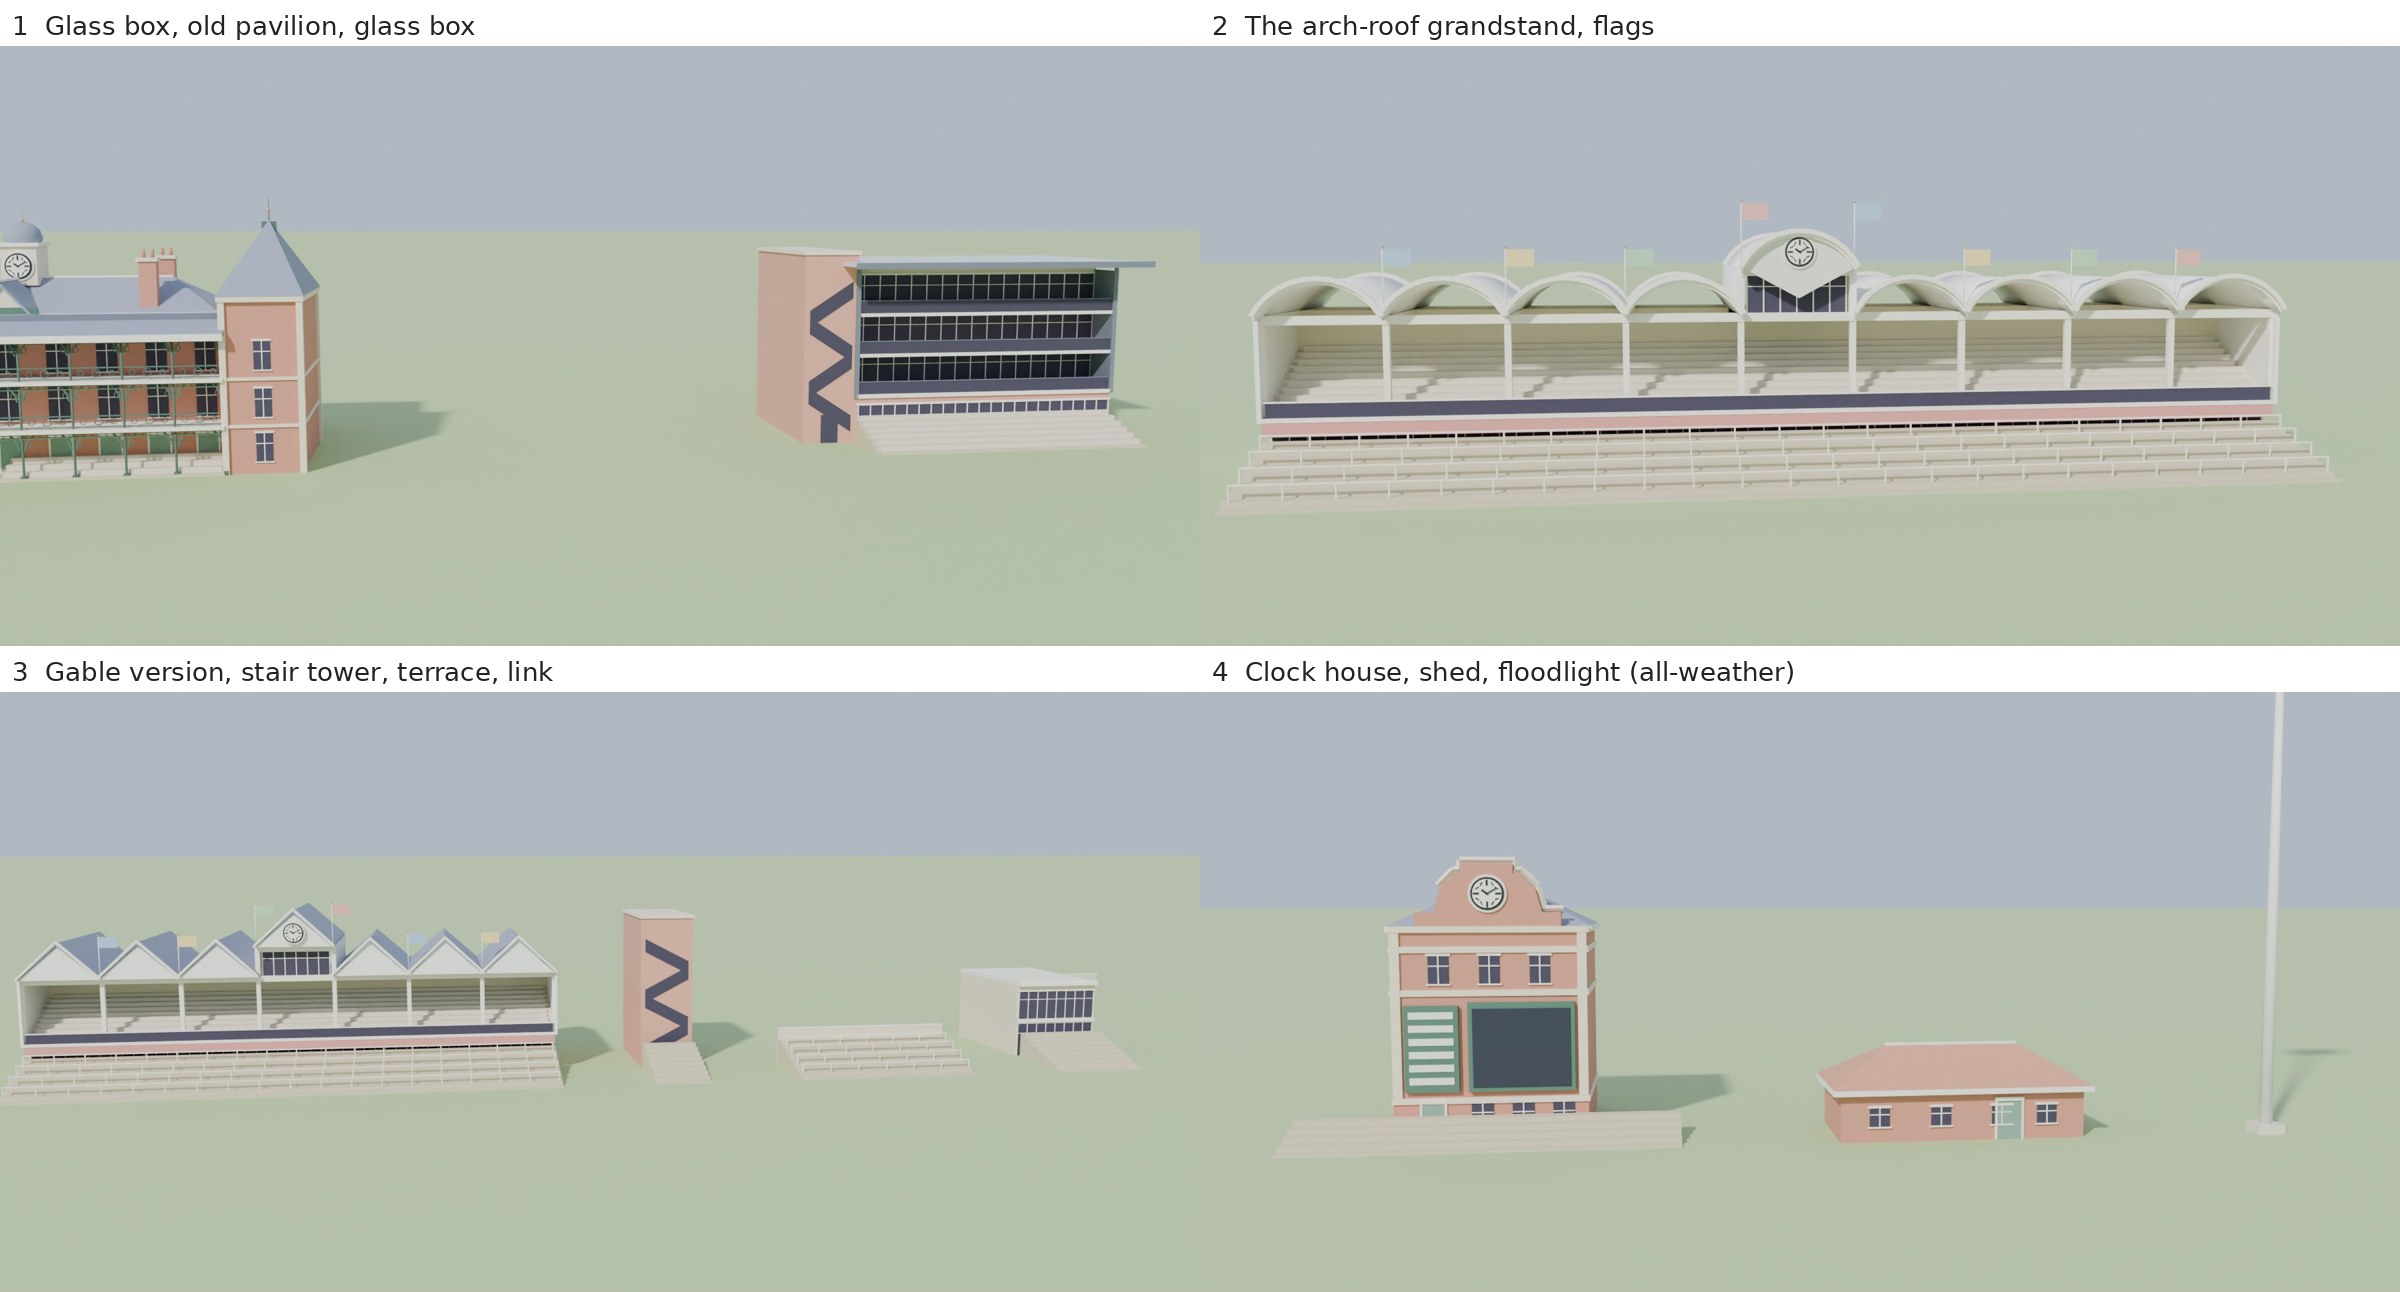 1 Glass box, old pavilion, glass box
2 The arch-roof grandstand, flags
3 Gable version, stair tower, terrace, link
4 Clock house, shed, floodlight (all-weather)